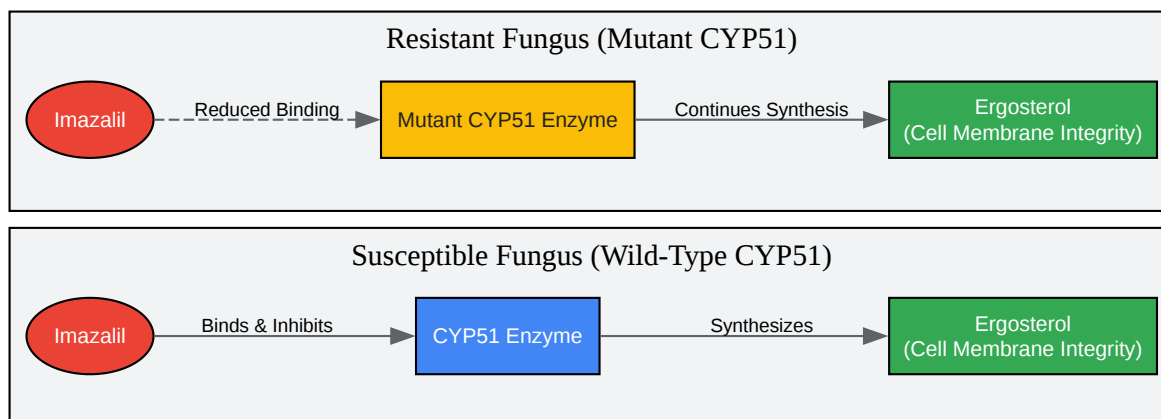 Resistant Fungus (Mutant CYP51)
Imazalil
Reduced Binding
Mutant CYP51 Enzyme
Continues Synthesis
Ergosterol
(Cell Membrane Integrity)
Susceptible Fungus (Wild-Type CYP51)
Imazalil
Binds & Inhibits
CYP51 Enzyme
Synthesizes
Ergosterol
(Cell Membrane Integrity)